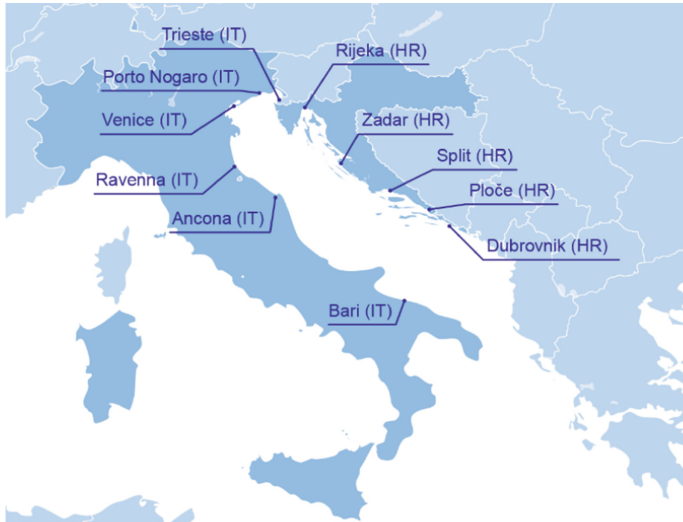 Trieste (IT)
Rijeka (HR)
Porto Nogaro (IT)
Venice (IT)
Zadar (HR)
Split (HR)
Ravenna (IT)
Ploče (HR)
Ancona (IT)
Dubrovnik (HR)
Bari (IT)